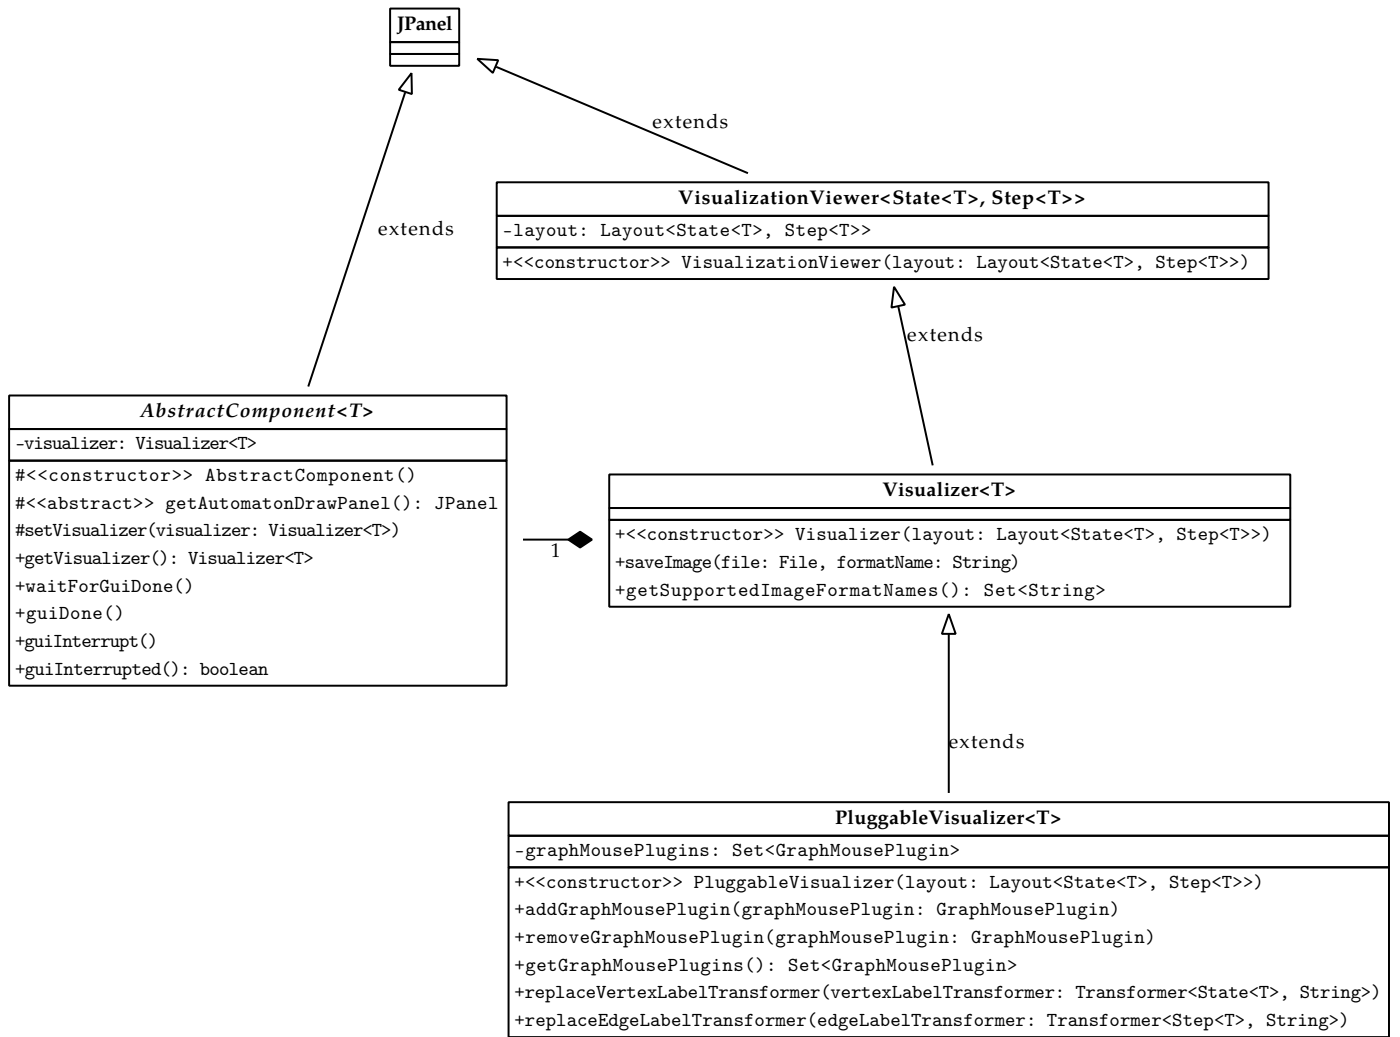 JPanel
extends
VisualizationViewer<State<T>, Step<T>>
-layout: Layout<State<T>, Step<T>>
+<<constructor>> VisualizationViewer(layout: Layout<State<T>, Step<T>>)
extends
extends
AbstractComponent<T>
-visualizer: Visualizer<T>
#<<constructor>> AbstractComponent()
#<<abstract>> getAutomatonDrawPanel(): JPanel
#setVisualizer(visualizer: Visualizer<T>)
+getVisualizer(): Visualizer<T>
+waitForGuiDone()
+guiDone()
+guiInterrupt()
+guiInterrupted(): boolean
1
Visualizer<T>
+<<constructor>> Visualizer(layout: Layout<State<T>, Step<T>>)
+saveImage(file: File, formatName: String)
+getSupportedImageFormatNames(): Set<String>
extends
PluggableVisualizer<T>
-graphMousePlugins: Set<GraphMousePlugin>
+<<constructor>> PluggableVisualizer(layout: Layout<State<T>, Step<T>>)
+addGraphMousePlugin(graphMousePlugin: GraphMousePlugin)
+removeGraphMousePlugin(graphMousePlugin: GraphMousePlugin)
+getGraphMousePlugins(): Set<GraphMousePlugin>
+replaceVertexLabelTransformer(vertexLabelTransformer: Transformer<State<T>, String>)
+replaceEdgeLabelTransformer(edgeLabelTransformer: Transformer<Step<T>, String>)